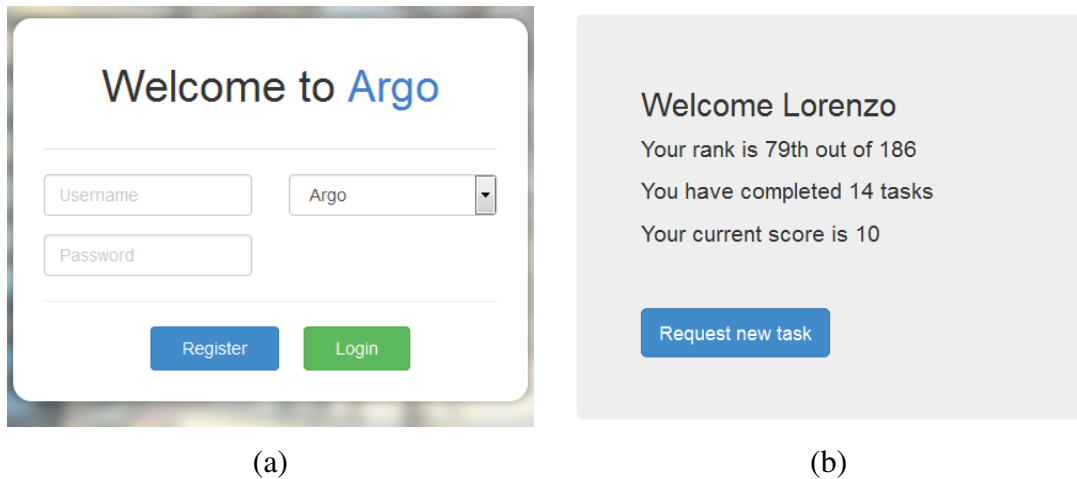 Welcome to Argo
Username
Argo
Password
Register
Login
(a)
Welcome Lorenzo
Your rank is 79th out of 186
You have completed 14 tasks
Your current score is 10
Request new task
(b)